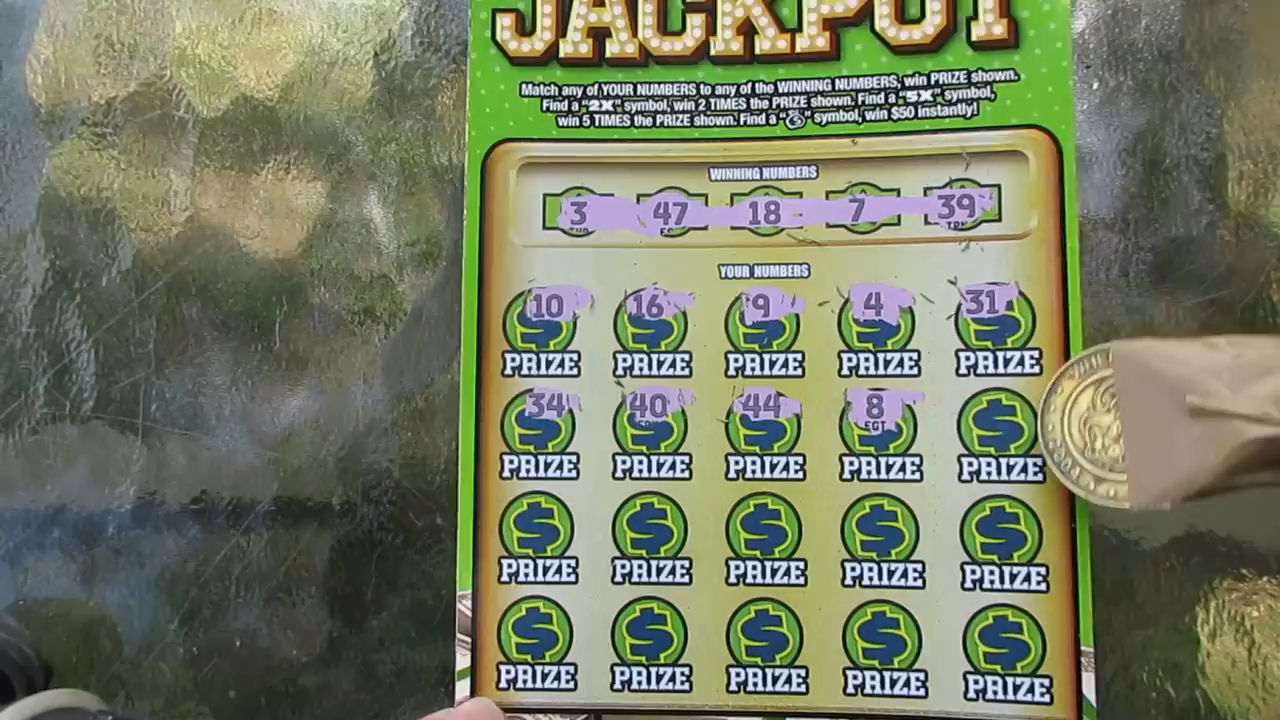 JACKPOT
Match any of YOUR NUMBERS to any of the WINNING NUMBERS, win PRIZE shown.
Find a "2X" symbol, win 2 TIMES the PRIZE shown. Find a "5X" symbol,
win 5 TIMES the PRIZE shown. Find a " " symbol, win $50 instantly!
WINNING NUMBERS
3 47 18 7 39
YOUR NUMBERS
10 16 9 4 31
$ $ $ $ $
PRIZE PRIZE PRIZE PRIZE PRIZE
34 40 44 8 $
EGT
PRIZE PRIZE PRIZE PRIZE PRIZE
$ $ $ $ $
PRIZE PRIZE PRIZE PRIZE PRIZE
$ $ $ $ $
PRIZE PRIZE PRIZE PRIZE PRIZE